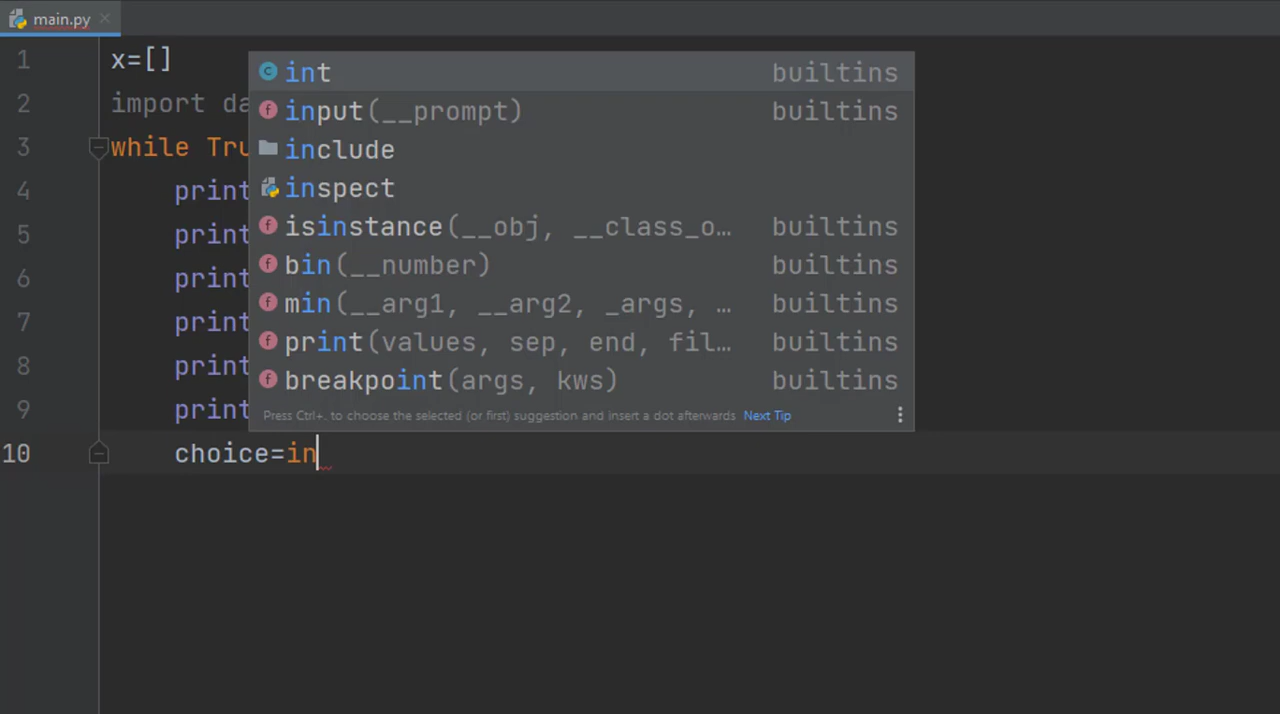 main.py
1 x=[]
2 import da
3 while Tru
4 print
5 print
6 print
7 print
8 print
9 print
10 choice=in
int builtins
input(__prompt) builtins
include
inspect
isinstance(__obj, __class_o… builtins
bin(__number) builtins
min(__arg1, __arg2, _args, … builtins
print(values, sep, end, fil… builtins
breakpoint(args, kws) builtins
Press Ctrl+. to choose the selected (or first) suggestion and insert a dot afterwards Next Tip